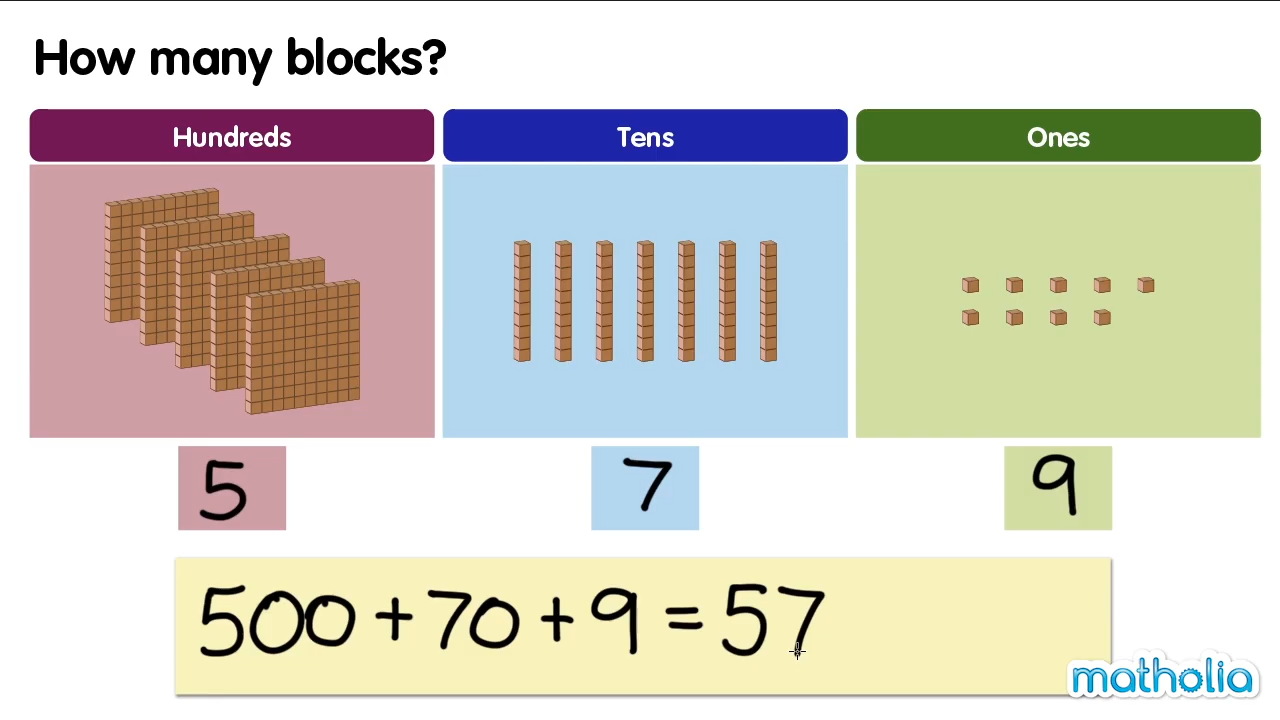 How many blocks?
Hundreds Tens Ones
5 7 9
500 + 70 + 9 = 57
matholia